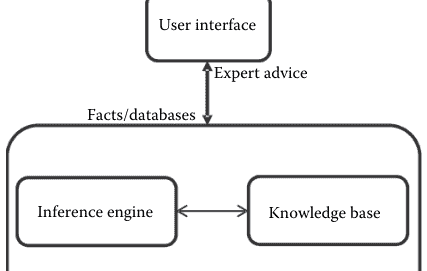 User interface
Expert advice
Facts/databases
Inference engine
Knowledge base